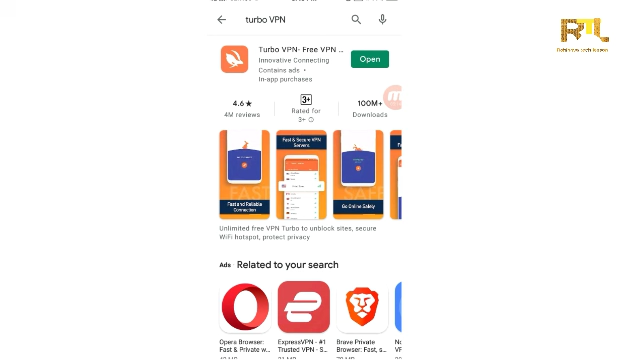 turbo VPN
Turbo VPN- Free VPN ...
Innovative Connecting
Contains ads •
In-app purchases
Open
4.6★
4M reviews
3+
Rated for
3+
100M+
Downloads
Fast and Reliable
Connection
Fast & Secure VPN
Servers
Go Online Safely
Unlimited free VPN Turbo to unblock sites, secure
WiFi hotspot, protect privacy
Ads Related to your search
Opera Browser:
Fast & Private w...
ExpressVPN - #1
Trusted VPN - S...
Brave Private
Browser: Fast, s...
No
VF
RTL